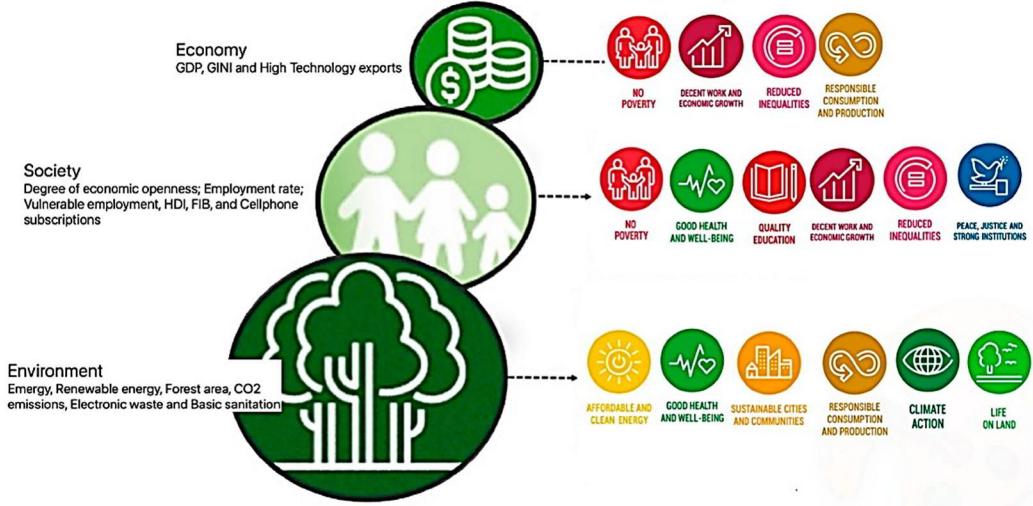 Economy
GDP, GINI and High Technology exports
$
NO
POVERTY
DECENT WORK AND
ECONOMIC GROWTH
REDUCED
INEQUALITIES
RESPONSIBLE
CONSUMPTION
AND PRODUCTION
Society
Degree of economic openness; Employment rate;
Vulnerable employment, HDI, FIB, and Cellphone
subscriptions
NO
POVERTY
GOOD HEALTH
AND WELL-BEING
QUALITY
EDUCATION
DECENT WORK AND
ECONOMIC GROWTH
REDUCED
INEQUALITIES
PEACE, JUSTICE AND
STRONG INSTITUTIONS
Environment
Emergy, Renewable energy, Forest area, CO2
emissions, Electronic waste and Basic sanitation
AFFORDABLE AND
CLEAN ENERGY
GOOD HEALTH
AND WELL-BEING
SUSTAINABLE CITIES
AND COMMUNITIES
RESPONSIBLE
CONSUMPTION
AND PRODUCTION
CLIMATE
ACTION
LIFE
ON LAND